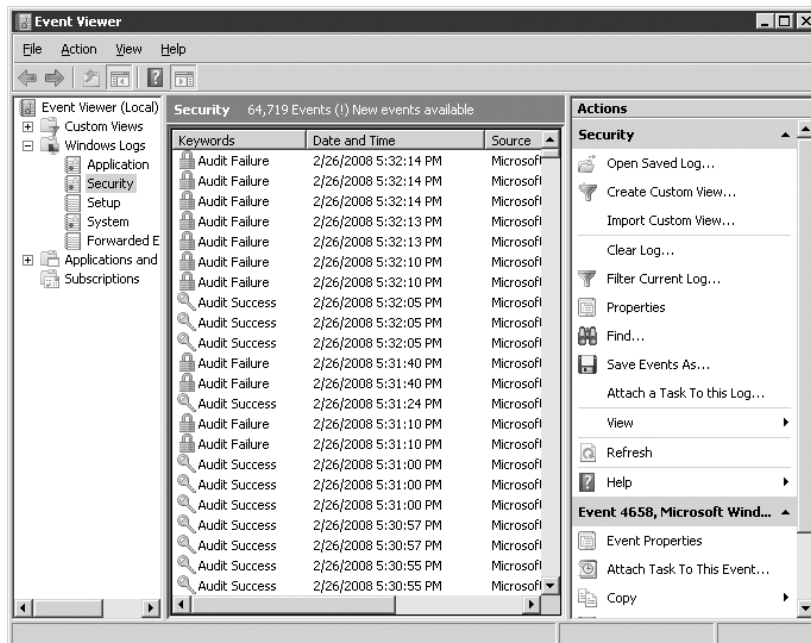 Event Viewer
File Action View Help
Event Viewer (Local)
Custom Views
Windows Logs
Application
Security
Setup
System
Forwarded E
Applications and
Subscriptions
Security 64,719 Events (!) New events available
Keywords Date and Time Source
Audit Failure 2/26/2008 5:32:14 PM Microsoft
Audit Failure 2/26/2008 5:32:14 PM Microsoft
Audit Failure 2/26/2008 5:32:14 PM Microsoft
Audit Failure 2/26/2008 5:32:13 PM Microsoft
Audit Failure 2/26/2008 5:32:13 PM Microsoft
Audit Failure 2/26/2008 5:32:10 PM Microsoft
Audit Failure 2/26/2008 5:32:10 PM Microsoft
Audit Success 2/26/2008 5:32:05 PM Microsoft
Audit Success 2/26/2008 5:32:05 PM Microsoft
Audit Success 2/26/2008 5:32:05 PM Microsoft
Audit Failure 2/26/2008 5:31:40 PM Microsoft
Audit Failure 2/26/2008 5:31:40 PM Microsoft
Audit Success 2/26/2008 5:31:24 PM Microsoft
Audit Failure 2/26/2008 5:31:10 PM Microsoft
Audit Failure 2/26/2008 5:31:10 PM Microsoft
Audit Success 2/26/2008 5:31:00 PM Microsoft
Audit Success 2/26/2008 5:31:00 PM Microsoft
Audit Success 2/26/2008 5:31:00 PM Microsoft
Audit Success 2/26/2008 5:30:57 PM Microsoft
Audit Success 2/26/2008 5:30:57 PM Microsoft
Audit Success 2/26/2008 5:30:55 PM Microsoft
Audit Success 2/26/2008 5:30:55 PM Microsoft
Actions
Security
Open Saved Log...
Create Custom View...
Import Custom View...
Clear Log...
Filter Current Log...
Properties
Find...
Save Events As...
Attach a Task To this Log...
View
Refresh
Help
Event 4658, Microsoft Wind...
Event Properties
Attach Task To This Event...
Copy